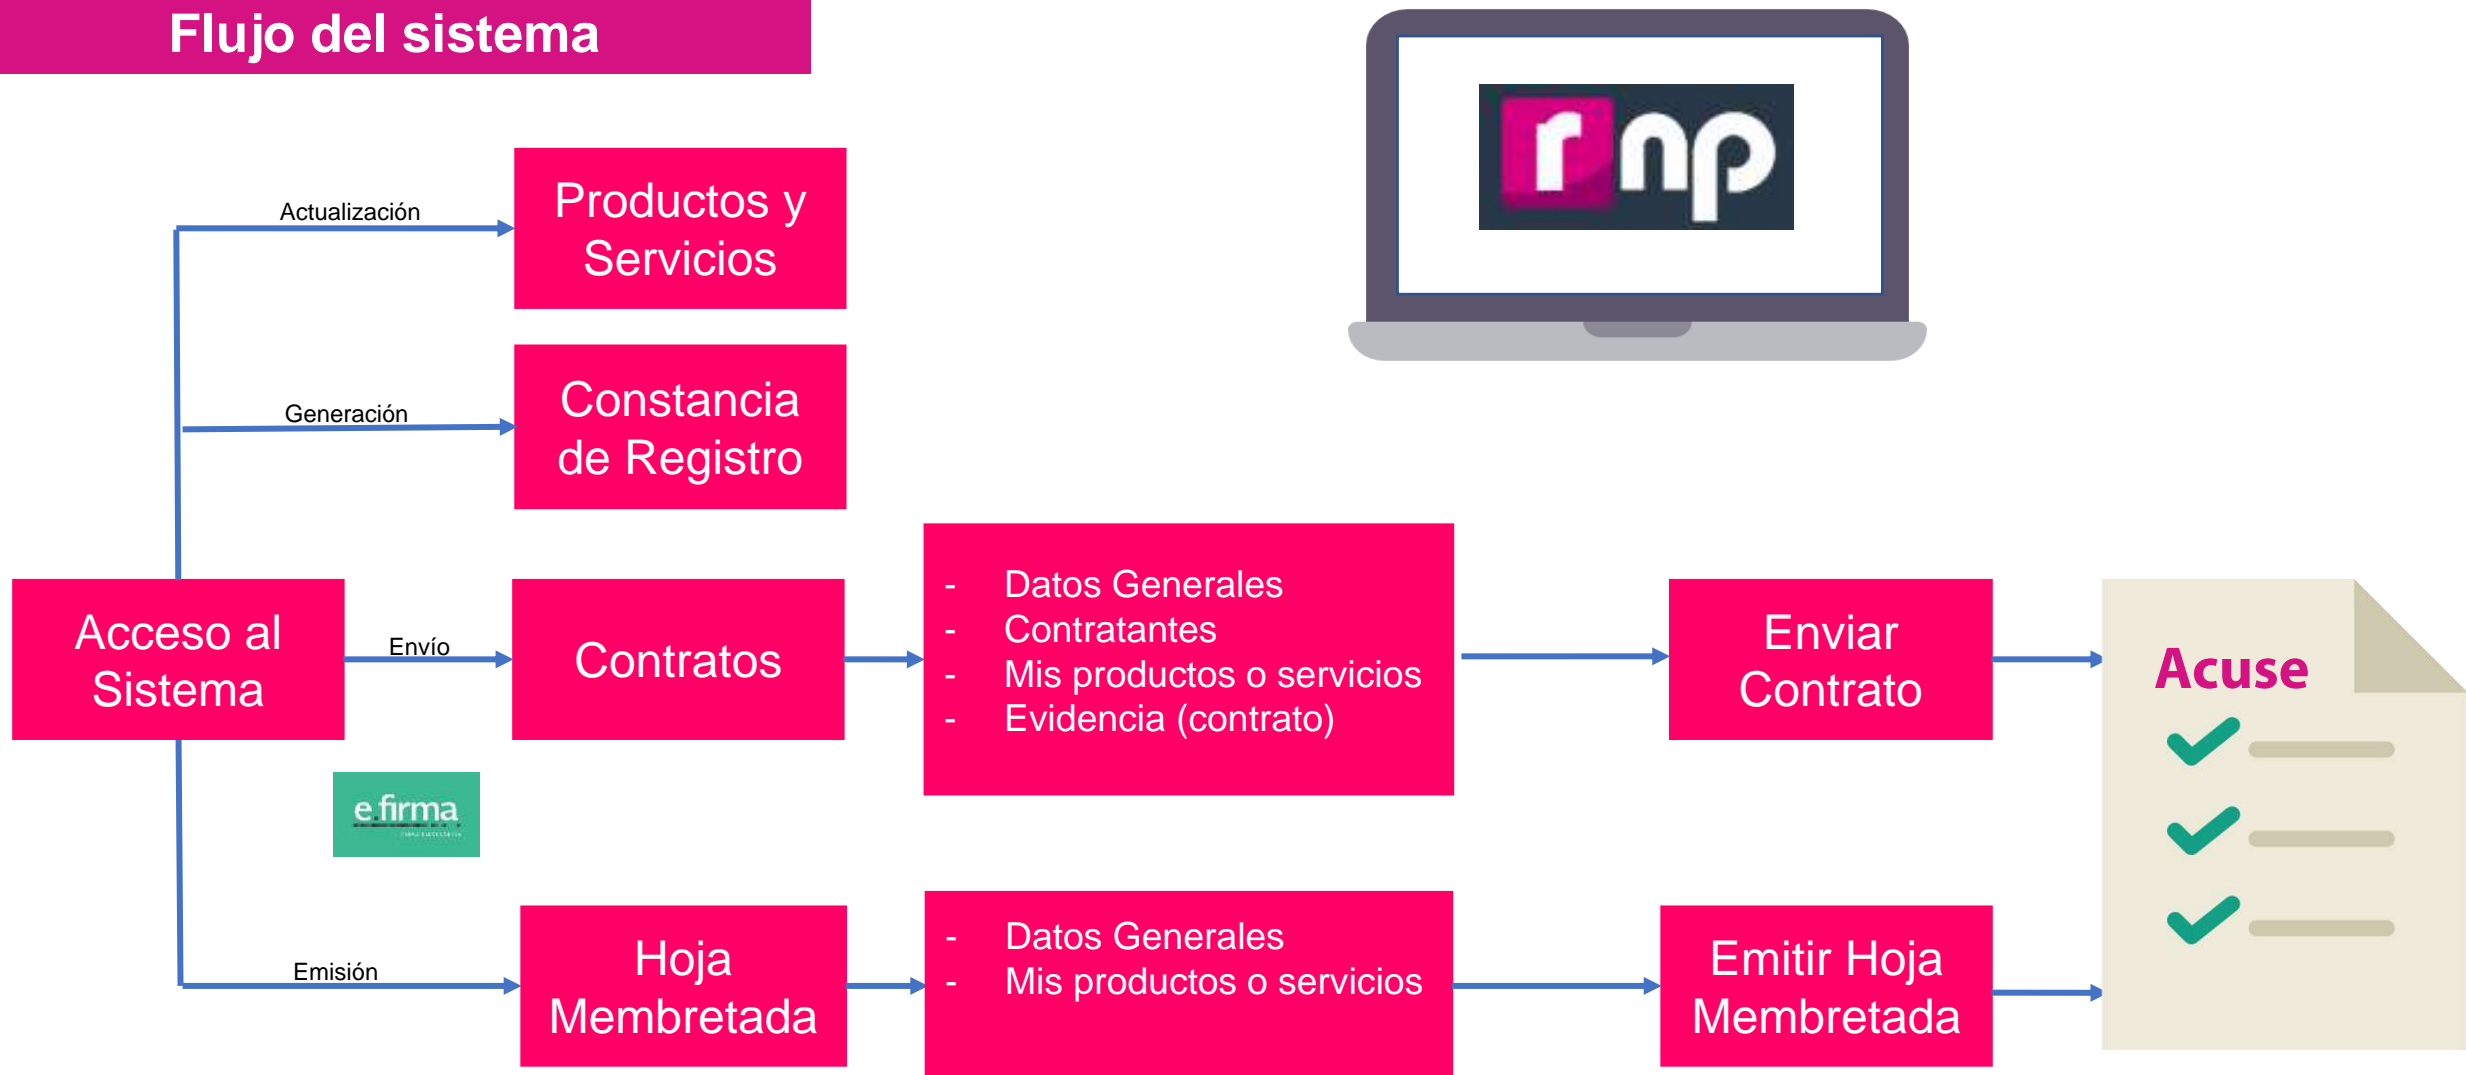 Flujo del sistema
rnp
Actualización
Productos y
Servicios
Generación
Constancia
de Registro
Acceso al
Sistema
Envío
Contratos
- Datos Generales
- Contratantes
- Mis productos o servicios
- Evidencia (contrato)
Enviar
Contrato
Acuse
e.firma
Emisión
Hoja
Membretada
- Datos Generales
- Mis productos o servicios
Emitir Hoja
Membretada